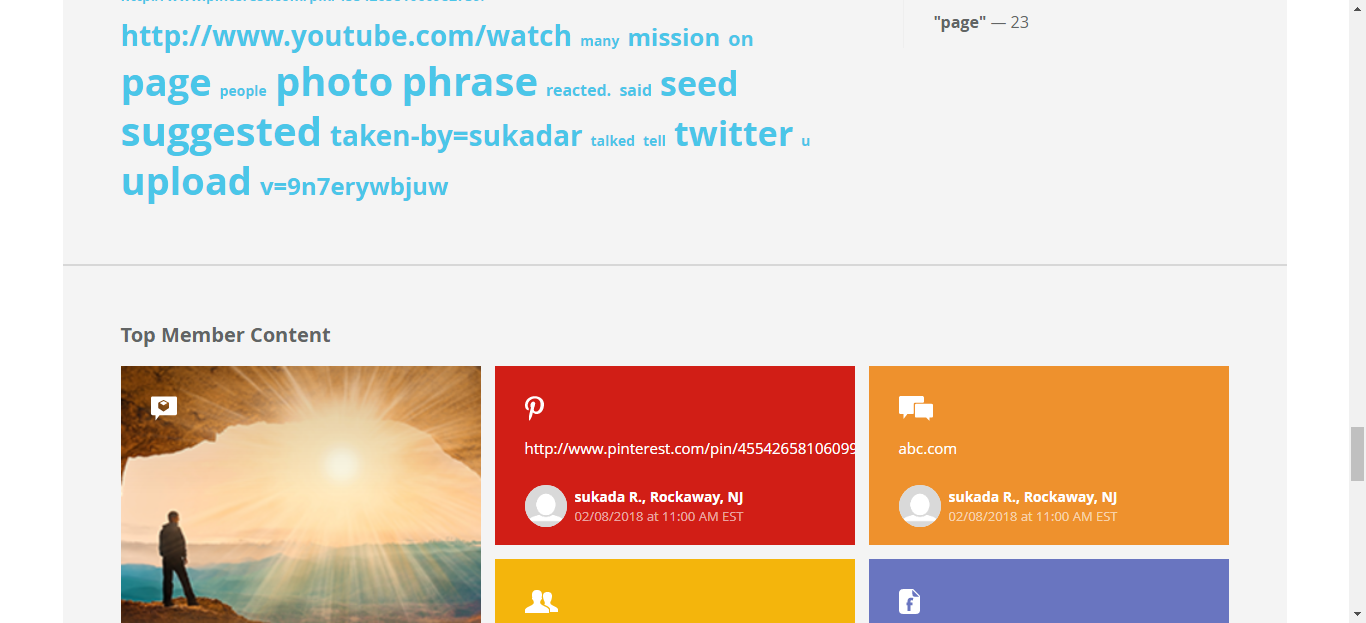 http://www.youtube.com/watch many mission on
page people photo phrase reacted. said seed
suggested taken-by=sukadar talked tell twitter u
upload v=9n7erywbjuw
"page" — 23
Top Member Content
http://www.pinterest.com/pin/45542658106099
sukada R., Rockaway, NJ
02/08/2018 at 11:00 AM EST
abc.com
sukada R., Rockaway, NJ
02/08/2018 at 11:00 AM EST